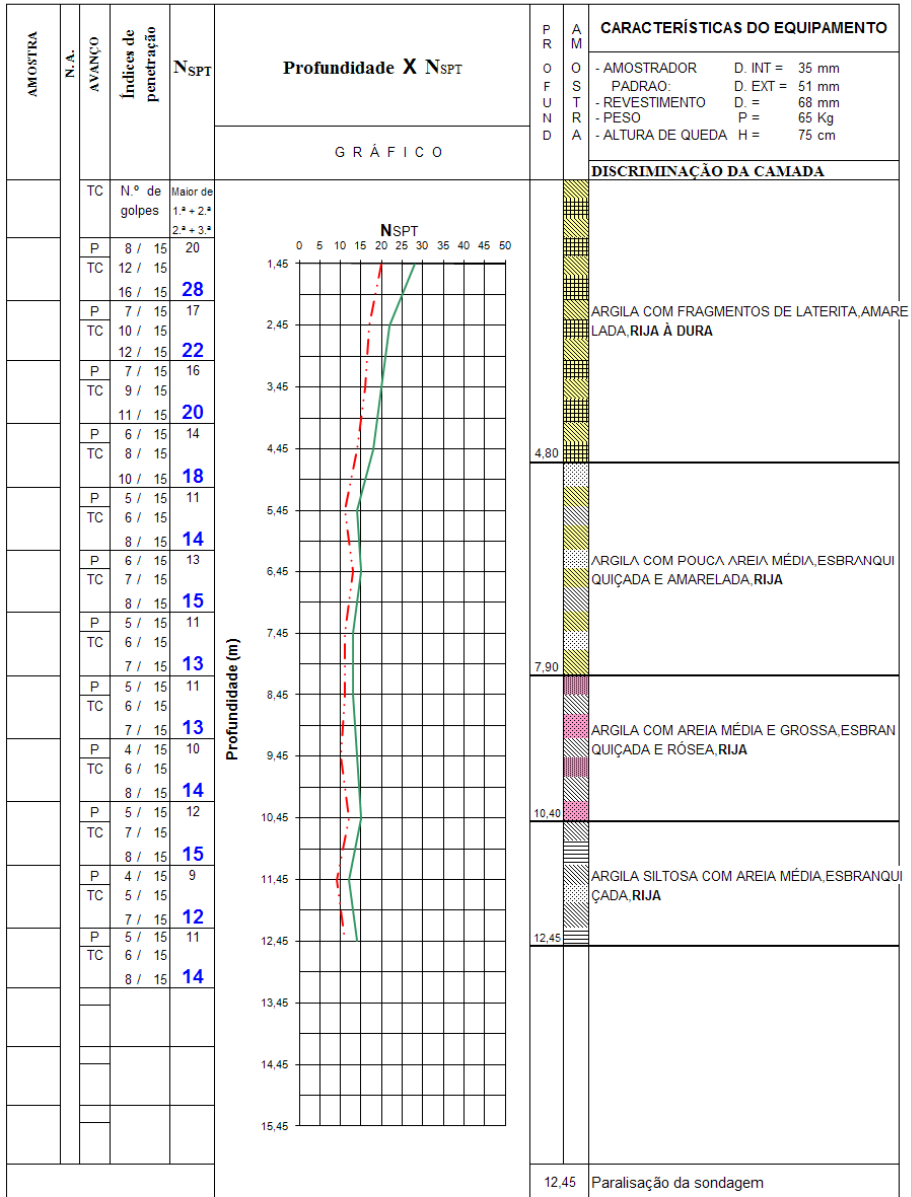 AMOSTRA
N.A.
AVANÇO
Índices de penetração
NSPT
Profundidade X NSPT
GRÁFICO
PROFUND
AMOSTRA
CARACTERÍSTICAS DO EQUIPAMENTO
- AMOSTRADOR D. INT = 35 mm
PADRAO: D. EXT = 51 mm
- REVESTIMENTO D. = 68 mm
- PESO P = 65 Kg
- ALTURA DE QUEDA H = 75 cm
DISCRIMINAÇÃO DA CAMADA
TC N.º de Maior de
golpes 1.ª + 2.ª
2.ª + 3.ª
P 8 / 15 20
TC 12 / 15
16 / 15 28
P 7 / 15 17
TC 10 / 15
12 / 15 22
P 7 / 15 16
TC 9 / 15
11 / 15 20
P 6 / 15 14
TC 8 / 15
10 / 15 18
P 5 / 15 11
TC 6 / 15
8 / 15 14
P 6 / 15 13
TC 7 / 15
8 / 15 15
P 5 / 15 11
TC 6 / 15
7 / 15 13
P 5 / 15 11
TC 6 / 15
7 / 15 13
P 4 / 15 10
TC 6 / 15
8 / 15 14
P 5 / 15 12
TC 7 / 15
8 / 15 15
P 4 / 15 9
TC 5 / 15
7 / 15 12
P 5 / 15 11
TC 6 / 15
8 / 15 14
NSPT
0 5 10 15 20 25 30 35 40 45 50
Profundidade (m)
1,45
2,45
3,45
4,45
5,45
6,45
7,45
8,45
9,45
10,45
11,45
12,45
13,45
14,45
15,45
ARGILA COM FRAGMENTOS DE LATERITA,AMARE
LADA,RIJA À DURA
4,80
ARGILA COM POUCA AREIA MÉDIA,ESBRANQUI
QUIÇADA E AMARELADA,RIJA
7,90
ARGILA COM AREIA MÉDIA E GROSSA,ESBRAN
QUIÇADA E RÓSEA,RIJA
10,40
ARGILA SILTOSA COM AREIA MÉDIA,ESBRANQUI
ÇADA,RIJA
12,45
12,45 Paralisação da sondagem